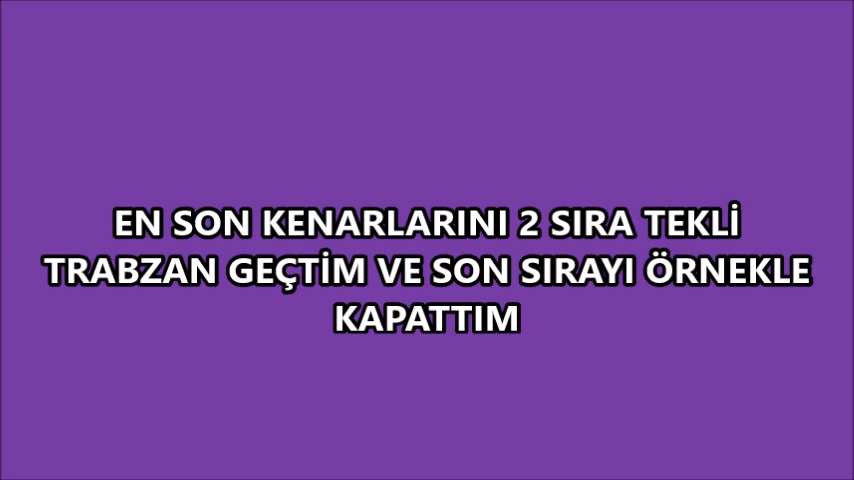 EN SON KENARLARINI 2 SIRA TEKLİ
TRABZAN GEÇTİM VE SON SIRAYI ÖRNEKLE
KAPATTIM